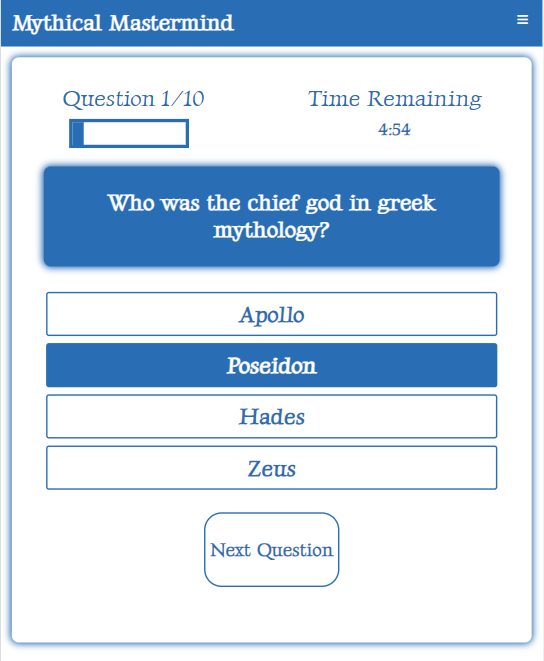 Mythical Mastermind
Question 1/10
Time Remaining
4:54
Who was the chief god in greek
mythology?
Apollo
Poseidon
Hades
Zeus
Next Question